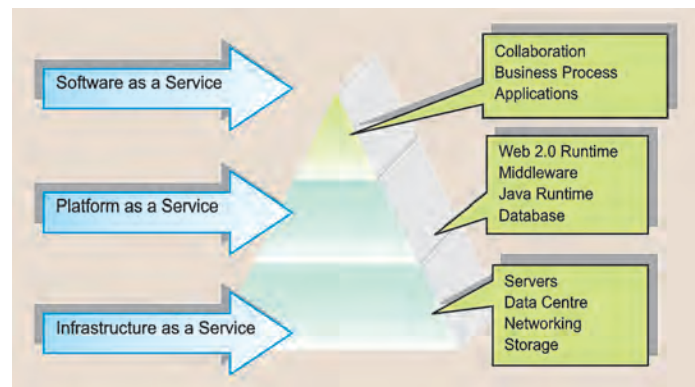 Software as a Service
Collaboration
Business Process
Applications
Platform as a Service
Web 2.0 Runtime
Middleware
Java Runtime
Database
Infrastructure as a Service
Servers
Data Centre
Networking
Storage